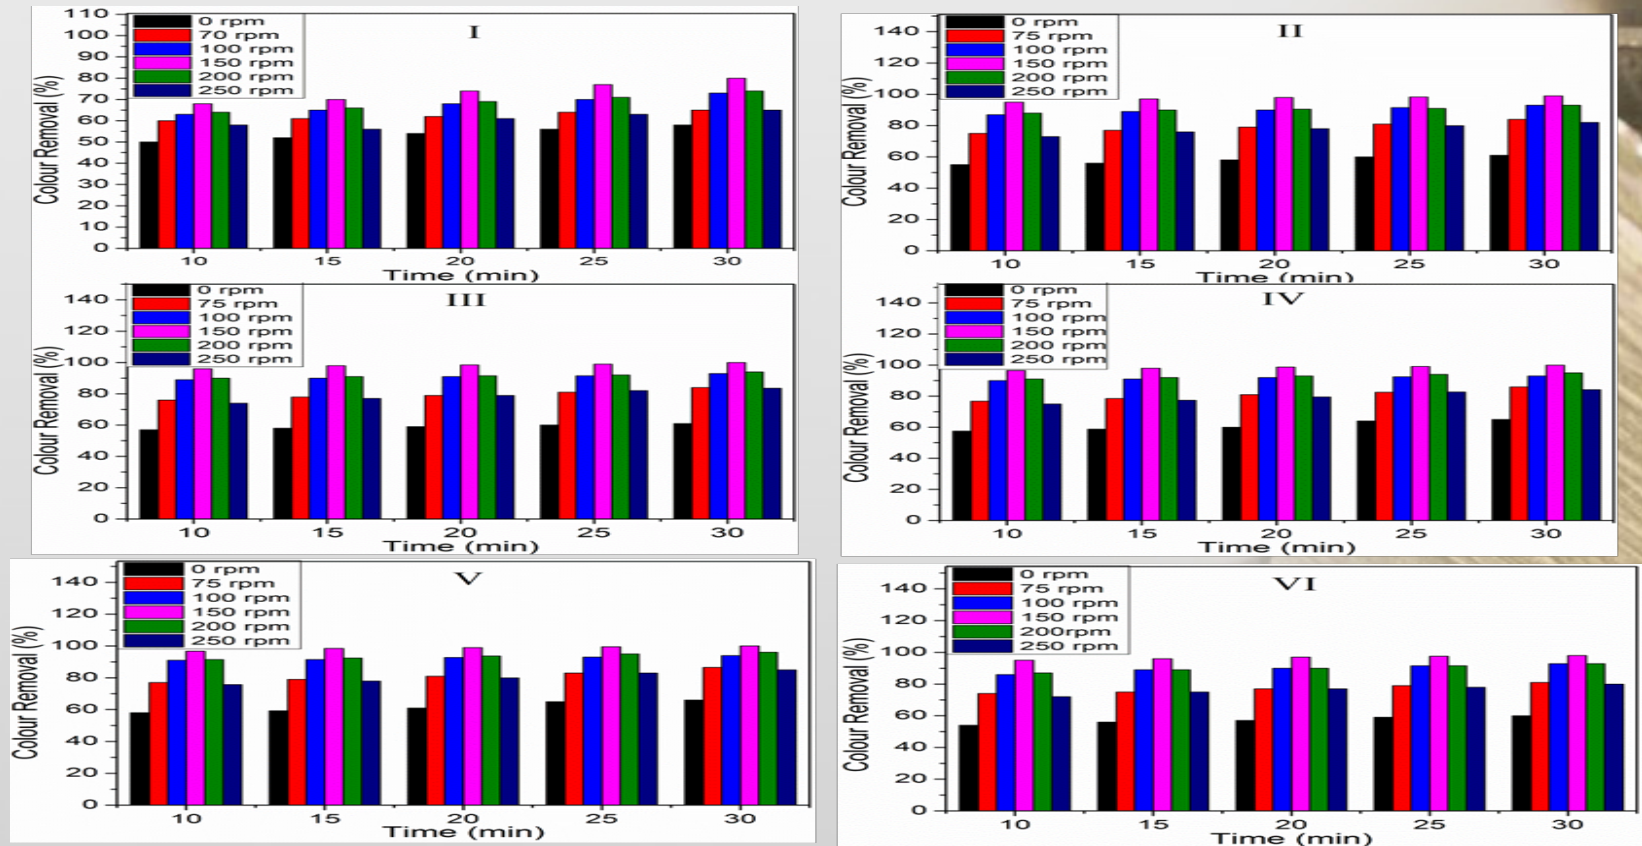 I
0 rpm
70 rpm
100 rpm
150 rpm
200 rpm
250 rpm
Colour Removal (%)
110
100
90
80
70
60
50
40
30
20
10
0
10 15 20 25 30
Time (min)
II
0 rpm
75 rpm
100 rpm
150 rpm
200 rpm
250 rpm
Colour Removal (%)
140
120
100
80
60
40
20
0
10 15 20 25 30
Time (min)
III
0 rpm
75 rpm
100 rpm
150 rpm
200 rpm
250 rpm
Colour Removal (%)
140
120
100
80
60
40
20
0
10 15 20 25 30
Time (min)
IV
0 rpm
75 rpm
100 rpm
150 rpm
200 rpm
250 rpm
Colour Removal (%)
140
120
100
80
60
40
20
0
10 15 20 25 30
Time (min)
V
0 rpm
75 rpm
100 rpm
150 rpm
200 rpm
250 rpm
Colour Removal (%)
140
120
100
80
60
40
20
0
10 15 20 25 30
Time (min)
VI
0 rpm
75 rpm
100 rpm
150 rpm
200rpm
250 rpm
Colour Removal (%)
140
120
100
80
60
40
20
0
10 15 20 25 30
Time (min)